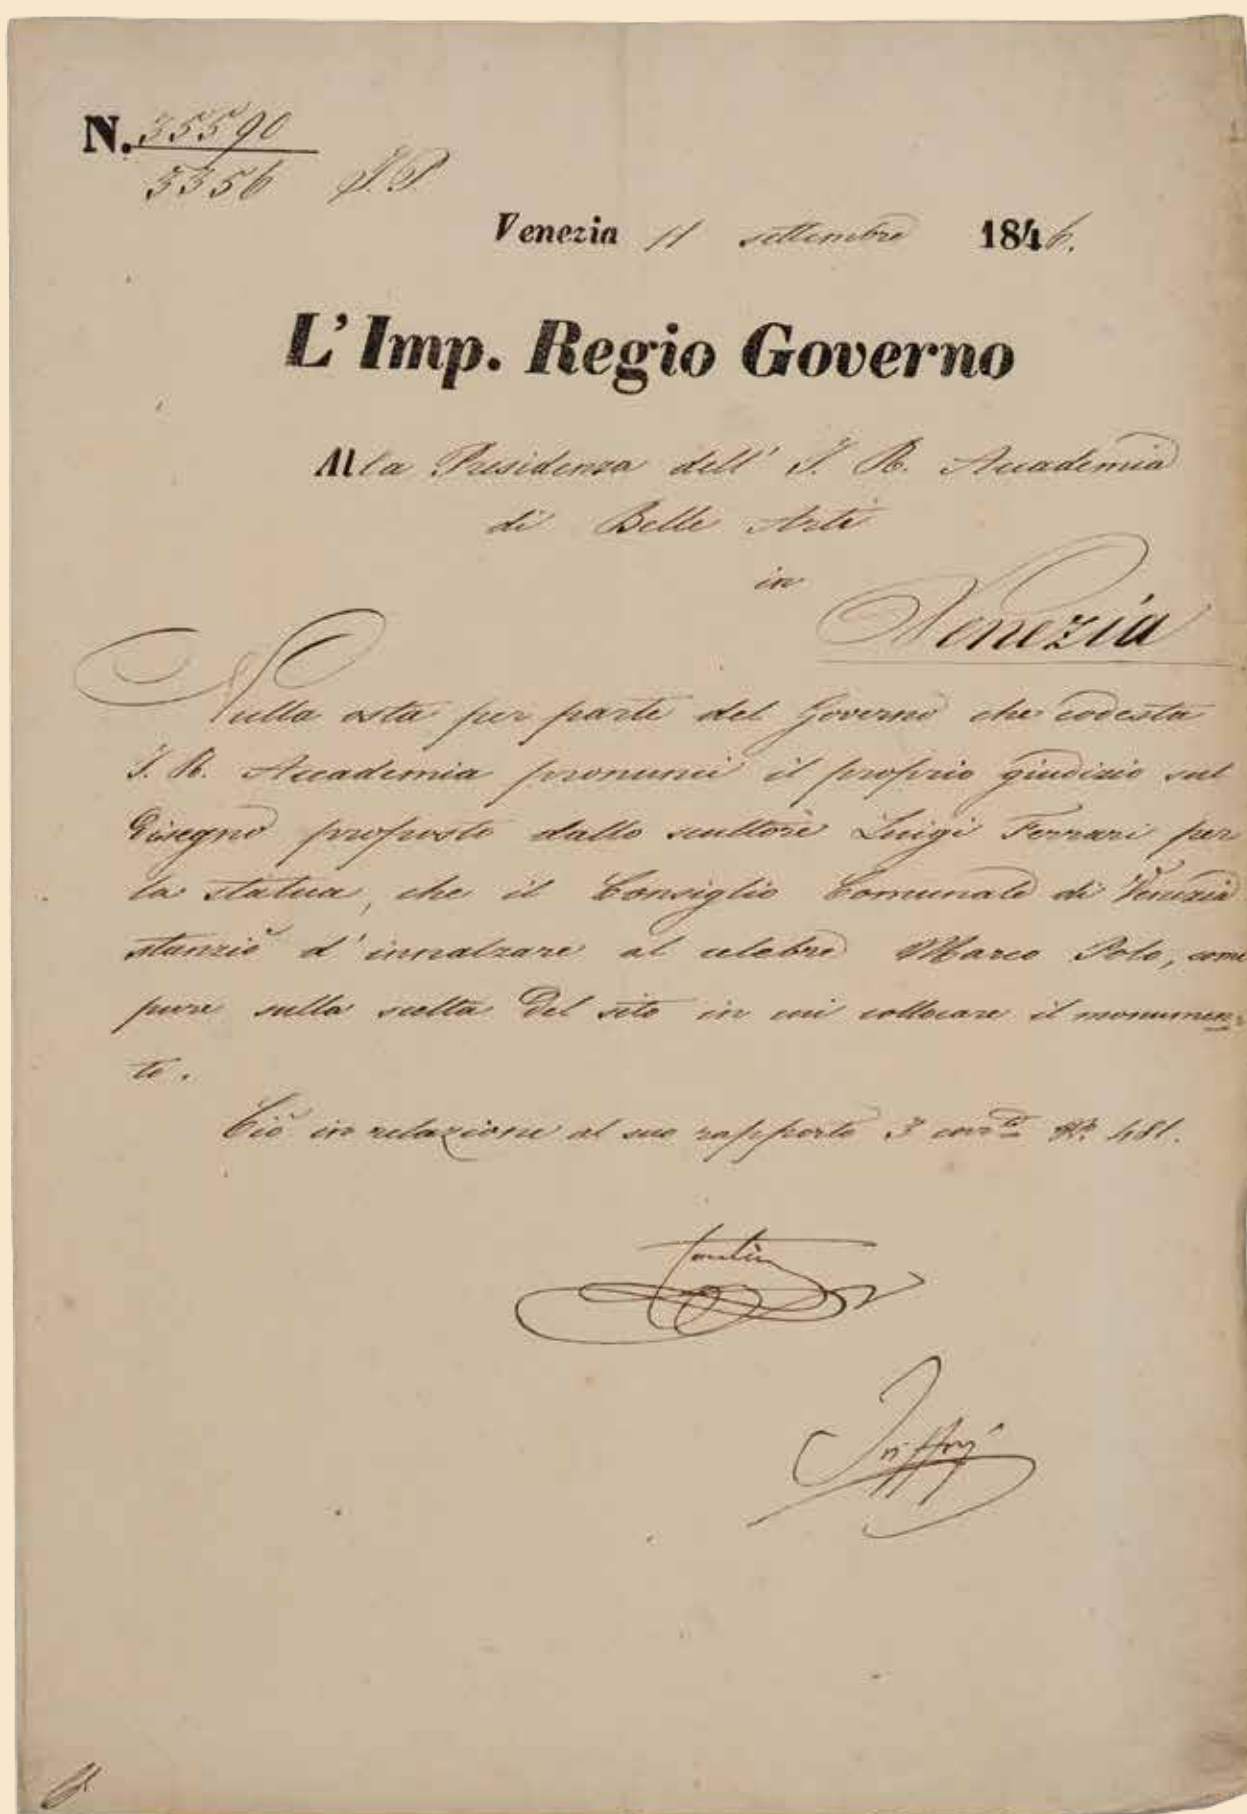 N. 35590
5356 I.P.
Venezia 11 settembre 1846.
L'Imp. Regio Governo
Alla Presidenza dell' I. R. Accademia
di Belle Arti
in
Venezia
Nulla osta per parte del Governo che codesta
I. R. Accademia pronunci il proprio giudizio sul
Disegno proposto dallo scultore Luigi Ferrari per
la statua, che il Consiglio Comunale di Venezia
stanziò d'innalzare al celebre Marco Polo, come
pure sulla scelta del sito in cui collocare il monumen-
to.
Ciò in relazione al suo rapporto 3 corrte N. 481.